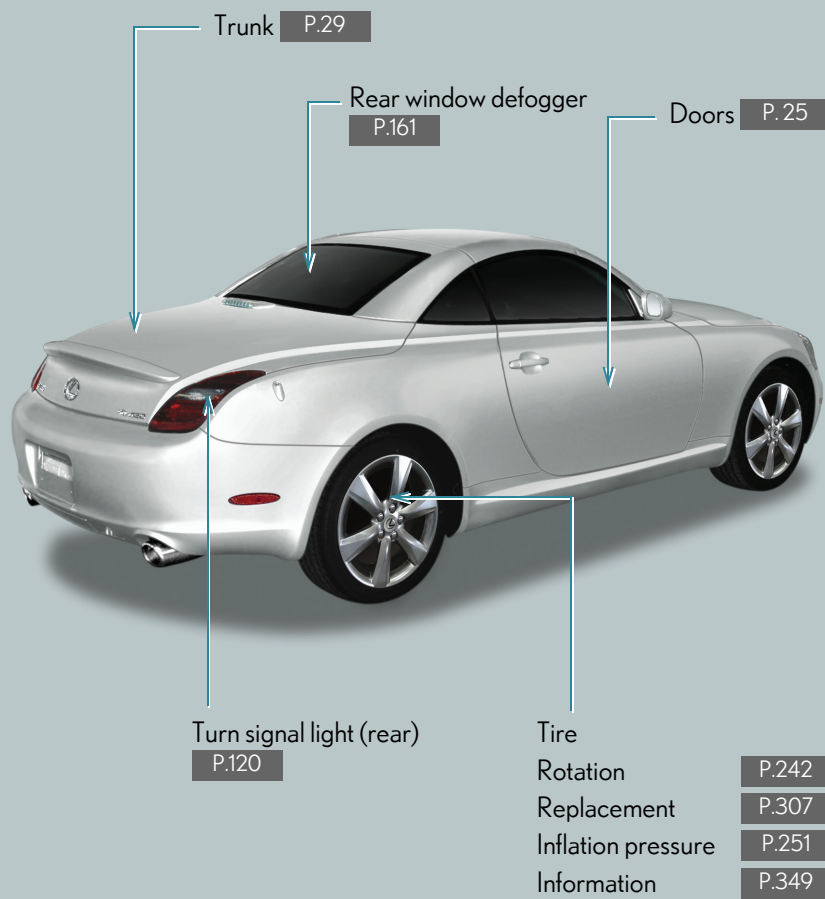 Trunk P.29
Rear window defogger
P.161
Doors P. 25
Turn signal light (rear)
P.120
Tire
Rotation P.242
Replacement P.307
Inflation pressure P.251
Information P.349